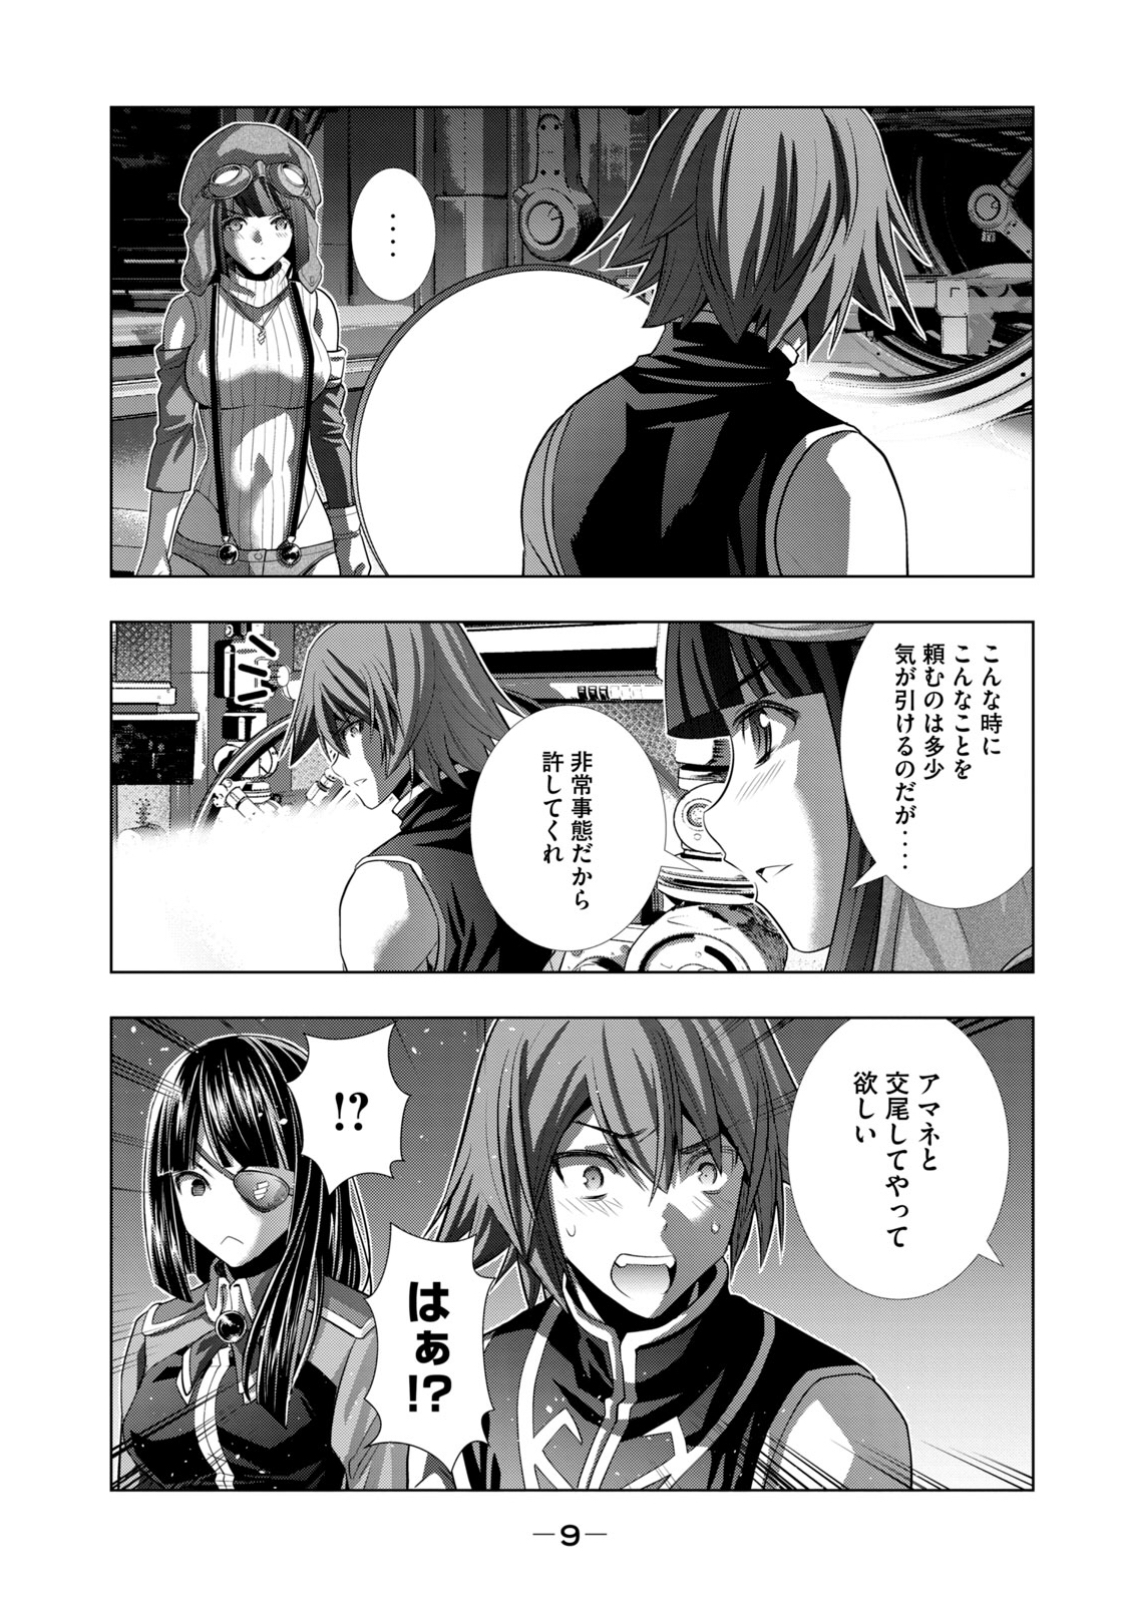 ‥‥
こんな時に
こんなことを
頼むのは多少
気が引けるのだが‥‥
非常事態だから
許してくれ
アマネと
交尾してやって
欲しい
はぁ!?
!?
—9—